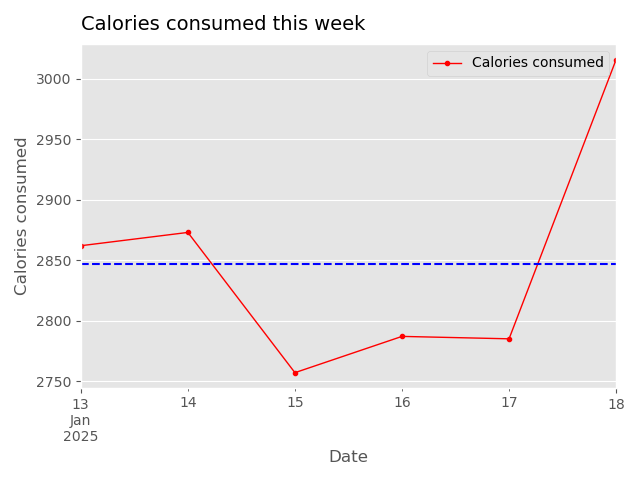 Calories consumed this week
Calories consumed
3000
2950
2900
2850
2800
2750
Calories consumed
13 14 15 16 17 18
Jan
2025
Date